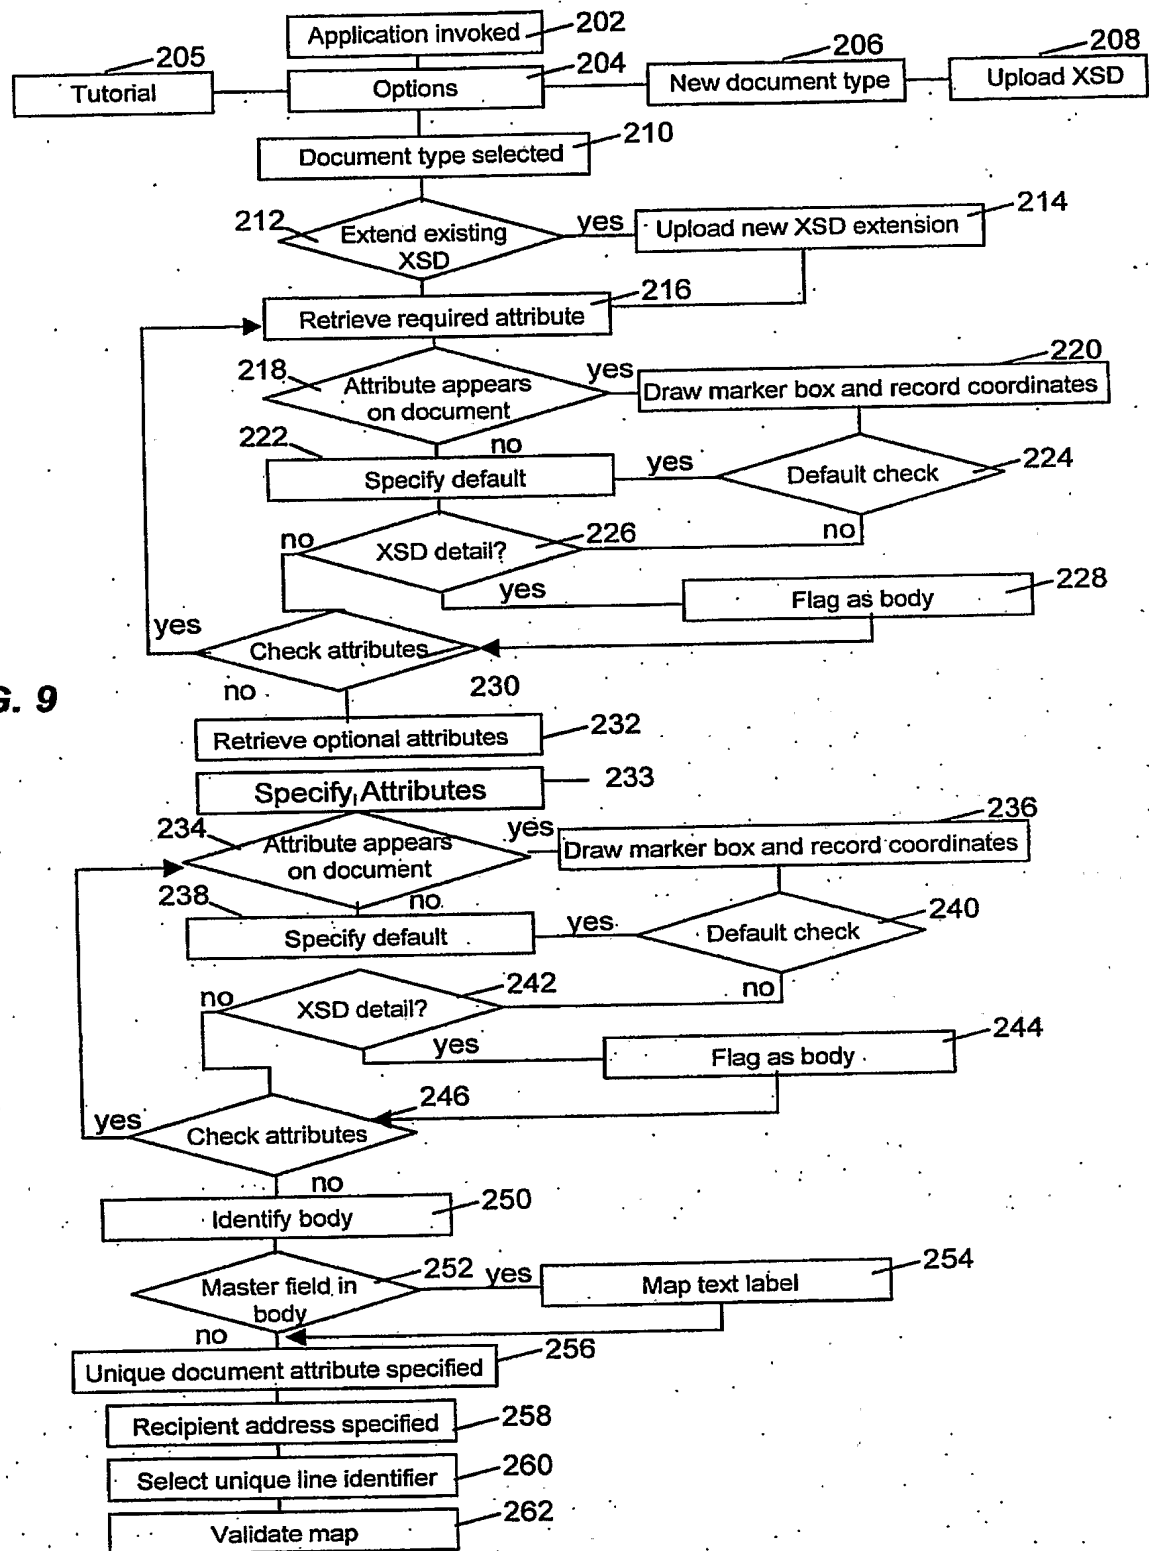 Application invoked
202
205
204
206
208
Tutorial
Options
New document type
Upload XSD
Document type selected
210
212
Extend existing
XSD
yes
Upload new XSD extension
214
Retrieve required attribute
216
218
Attribute appears
on document
yes
220
Draw marker box and record coordinates
222
no
Specify default
yes
Default check
224
no
XSD detail?
226
no
yes
Flag as body
228
yes
Check attributes
no
230
G. 9
Retrieve optional attributes
232
Specify Attributes
233
234
Attribute appears
on document
yes
236
Draw marker box and record coordinates
238
no
Specify default
yes
Default check
240
no
XSD detail?
242
no
yes
Flag as body
244
246
yes
Check attributes
no
Identify body
250
Master field in
body
252
yes
Map text label
254
no
Unique document attribute specified
256
Recipient address specified
258
Select unique line identifier
260
Validate map
262